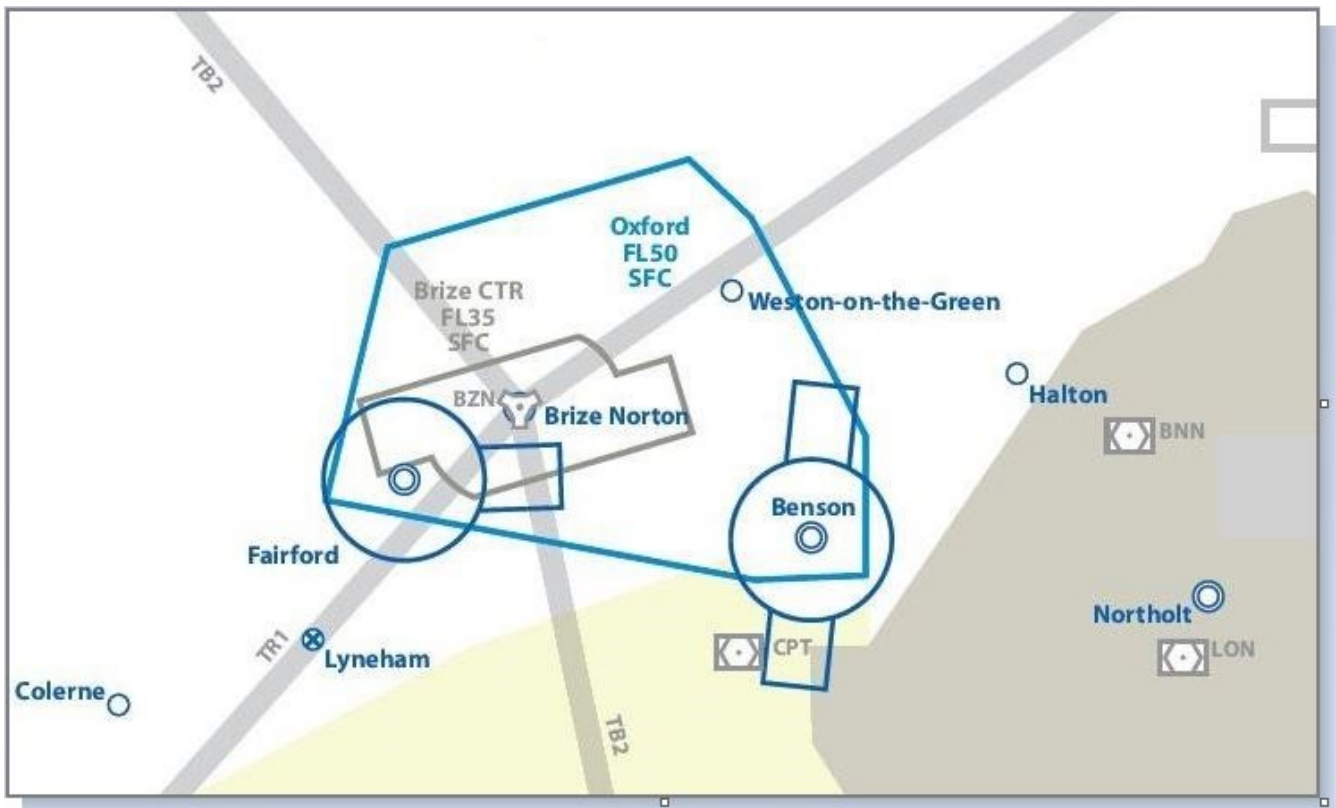 TB2
Oxford
FL50
SFC
Brize CTR
FL35
SFC
Weston-on-the-Green
Halton
BZN
Brize Norton
BNN
Benson
Fairford
Northolt
TR1
Lyneham
CPT
LON
Colerne
TB2